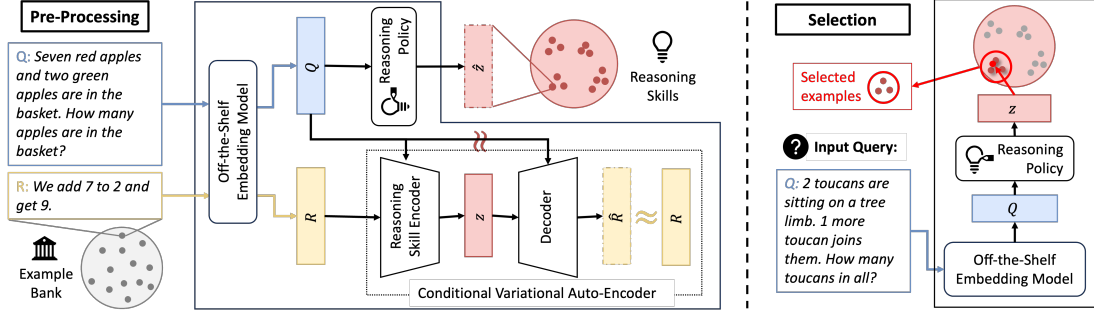 Pre-Processing
Q: Seven red apples
and two green
apples are in the
basket. How many
apples are in the
basket?
R: We add 7 to 2 and
get 9.
Example
Bank
Off-the-Shelf
Embedding Model
Q
Reasoning
Policy
ẑ
Reasoning
Skills
R
Reasoning
Skill Encoder
z
Decoder
R̂
≈
R
Conditional Variational Auto-Encoder
Selection
Selected
examples
z
Reasoning
Policy
? Input Query:
Q: 2 toucans are
sitting on a tree
limb. 1 more
toucan joins
them. How many
toucans in all?
Q
Off-the-Shelf
Embedding Model